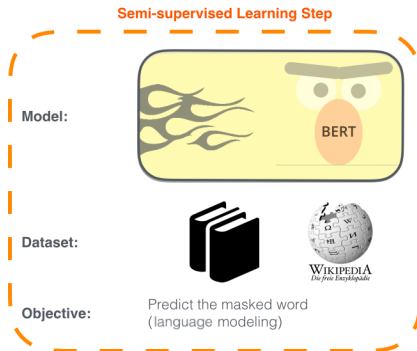 Semi-supervised Learning Step
Model:
BERT
Dataset:
WIKIPEDIA
Die freie Enzyklopädie
Objective:
Predict the masked word
(language modeling)